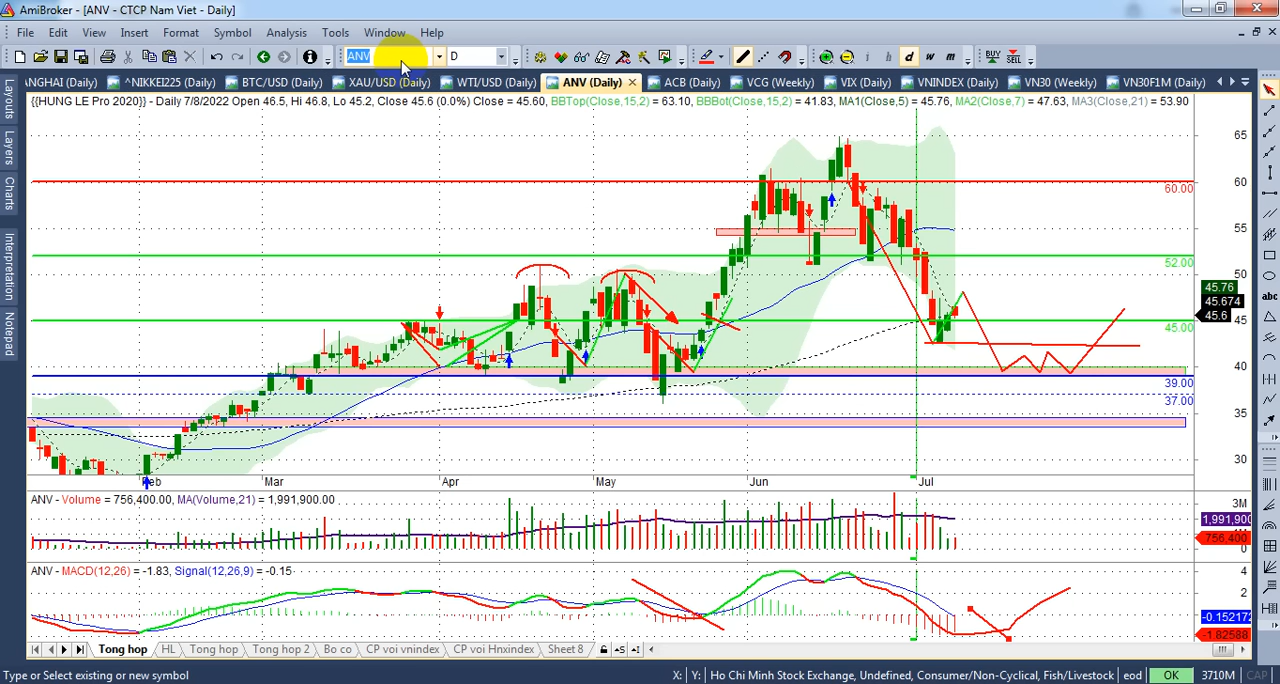 AmiBroker - [ANV - CTCP Nam Viet - Daily]
File Edit View Insert Format Symbol Analysis Tools Window Help
ANV D i h d w m BUY SELL
NGHAI (Daily) ^NIKKEI225 (Daily) BTC/USD (Daily) XAU/USD (Daily) WTI/USD (Daily) ANV (Daily) ACB (Daily) VCG (Weekly) VIX (Daily) VNINDEX (Daily) VN30 (Weekly) VN30F1M (Daily)
{{HUNG LE Pro 2020}} - Daily 7/8/2022 Open 46.5, Hi 46.8, Lo 45.2, Close 45.6 (0.0%) Close = 45.60, BBTop(Close,15,2) = 63.10, BBBot(Close,15,2) = 41.83, MA1(Close,5) = 45.76, MA2(Close,7) = 47.63, MA3(Close,21) = 53.90
Layouts
Layers
Charts
Interpretation
Notepad
65
60
60.00
55
52.00
50
45.76
45.674
45.6
45
45.00
40
39.00
37.00
35
30
Feb Mar Apr May Jun Jul
ANV - Volume = 756,400.00, MA(Volume,21) = 1,991,900.00
3M
1,991,900
756,400
0
ANV - MACD(12,26) = -1.83, Signal(12,26,9) = -0.15
4
2
-0.152172
-1.82588
Tong hop HL Tong hop Tong hop 2 Bo co CP voi vnindex CP voi Hnxindex Sheet 8
Type or Select existing or new symbol X: Y: Ho Chi Minh Stock Exchange, Undefined, Consumer/Non-Cyclical, Fish/Livestock eod OK 3710M CAP
abc